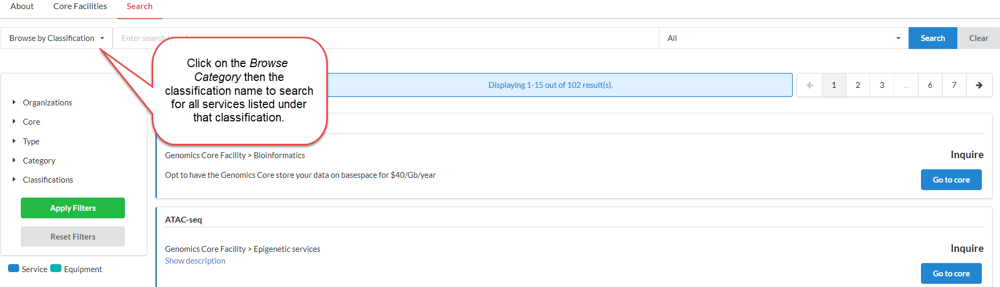 About Core Facilities Search
Browse by Classification Enter search All Search Clear
Click on the Browse
Category then the
classification name to search
for all services listed under
that classification.
Displaying 1-15 out of 102 result(s).
1 2 3 ... 6 7
Organizations
Core
Type
Category
Classifications
Apply Filters
Reset Filters
Service Equipment
Genomics Core Facility > Bioinformatics
Inquire
Opt to have the Genomics Core store your data on basespace for $40/Gb/year
Go to core
ATAC-seq
Genomics Core Facility > Epigenetic services
Inquire
Show description
Go to core